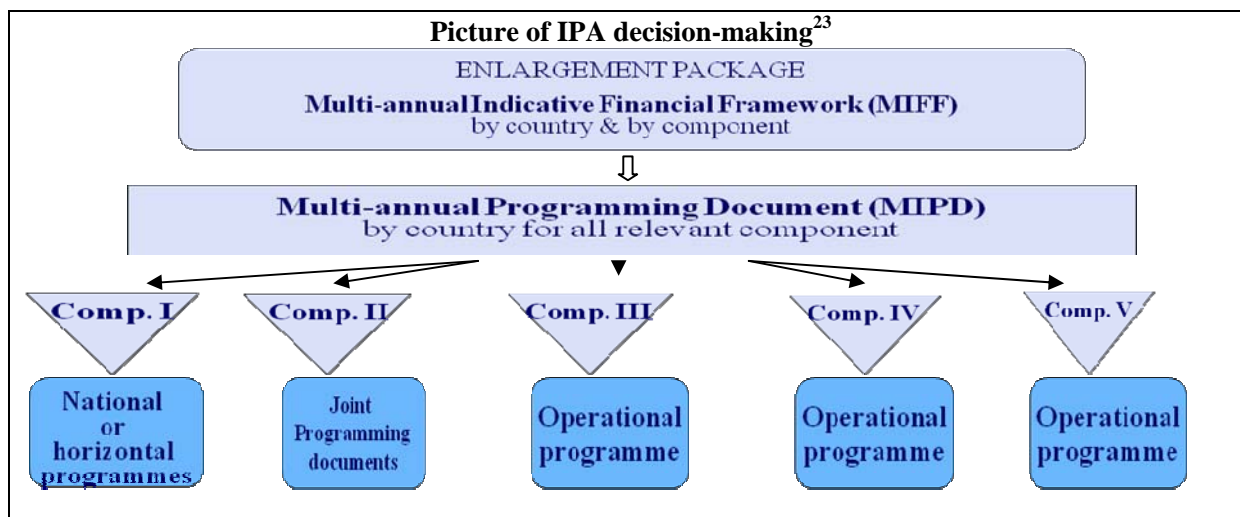 Picture of IPA decision-making23
ENLARGEMENT PACKAGE
Multi-annual Indicative Financial Framework (MIFF)
by country & by component
Multi-annual Programming Document (MIPD)
by country for all relevant component
Comp. I
Comp. II
Comp. III
Comp. IV
Comp. V
National
or
horizontal
programmes
Joint
Programming
documents
Operational
programme
Operational
programme
Operational
programme